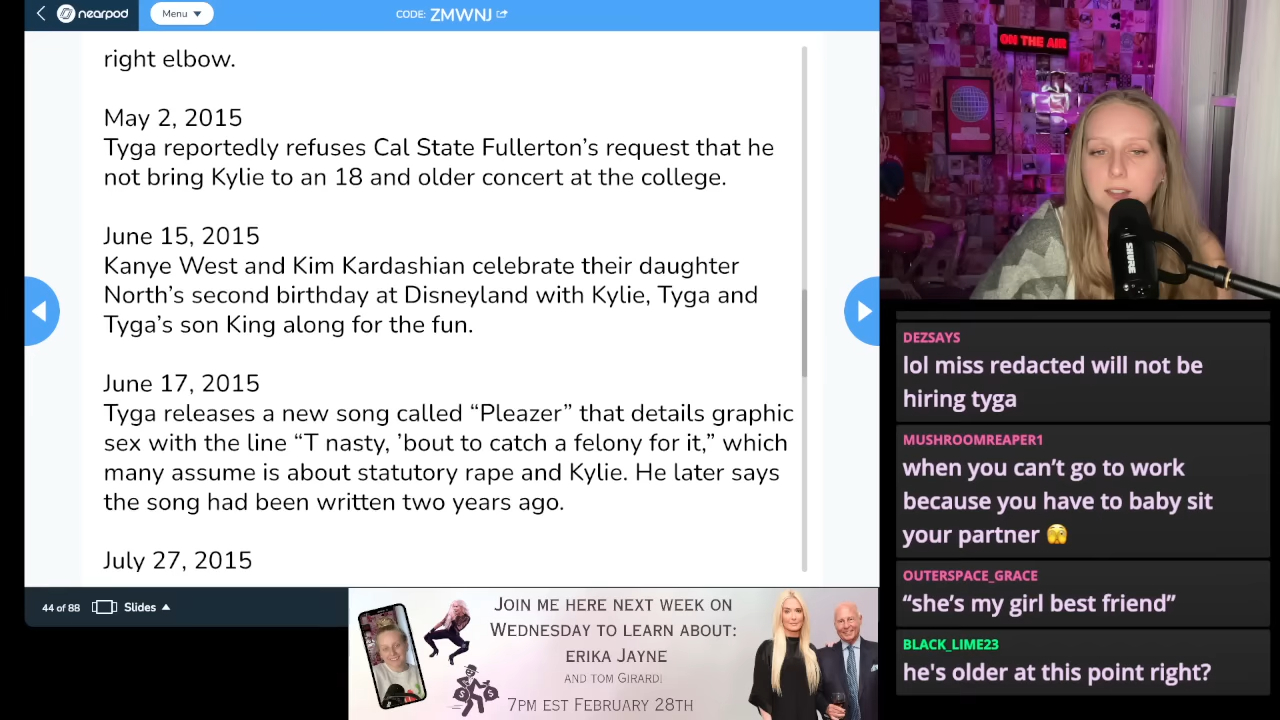 nearpod
Menu
CODE: ZMWNJ
right elbow.
May 2, 2015
Tyga reportedly refuses Cal State Fullerton’s request that he
not bring Kylie to an 18 and older concert at the college.
June 15, 2015
Kanye West and Kim Kardashian celebrate their daughter
North’s second birthday at Disneyland with Kylie, Tyga and
Tyga’s son King along for the fun.
June 17, 2015
Tyga releases a new song called “Pleazer” that details graphic
sex with the line “T nasty, ’bout to catch a felony for it,” which
many assume is about statutory rape and Kylie. He later says
the song had been written two years ago.
July 27, 2015
44 of 88
Slides
JOIN ME HERE NEXT WEEK ON
WEDNESDAY TO LEARN ABOUT:
ERIKA JAYNE
AND TOM GIRARDI
7PM EST FEBRUARY 28TH
ON THE AIR
SHURE
DEZSAYS
lol miss redacted will not be
hiring tyga
MUSHROOMREAPER1
when you can’t go to work
because you have to baby sit
your partner 🫣
OUTERSPACE_GRACE
“she’s my girl best friend”
BLACK_LIME23
he's older at this point right?